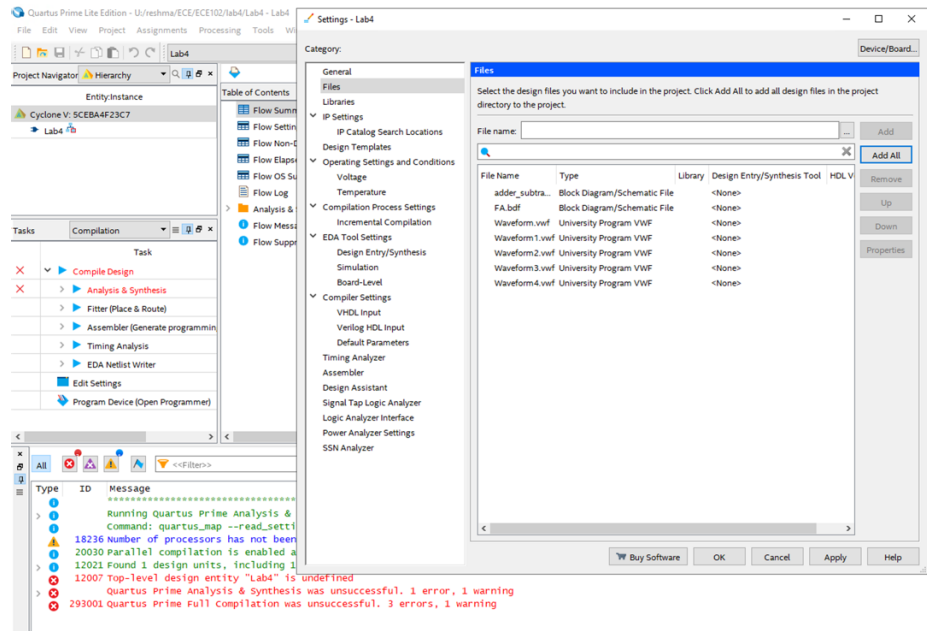 Quartus Prime Lite Edition - U:/reshma/ECE/ECE102/lab4/Lab4 - Lab4
File Edit View Project Assignments Processing Tools Wi
Lab4
Project Navigator Hierarchy
Entity:Instance
Cyclone V: 5CEBA4F23C7
Lab4
Tasks Compilation
Task
Compile Design
Analysis & Synthesis
Fitter (Place & Route)
Assembler (Generate programmin
Timing Analysis
EDA Netlist Writer
Edit Settings
Program Device (Open Programmer)
Table of Contents
Flow Summ
Flow Settin
Flow Non-D
Flow Elaps
Flow OS Su
Flow Log
Analysis &
Flow Messa
Flow Suppr
Settings - Lab4
Category:
Device/Board...
General
Files
Libraries
IP Settings
IP Catalog Search Locations
Design Templates
Operating Settings and Conditions
Voltage
Temperature
Compilation Process Settings
Incremental Compilation
EDA Tool Settings
Design Entry/Synthesis
Simulation
Board-Level
Compiler Settings
VHDL Input
Verilog HDL Input
Default Parameters
Timing Analyzer
Assembler
Design Assistant
Signal Tap Logic Analyzer
Logic Analyzer Interface
Power Analyzer Settings
SSN Analyzer
Files
Select the design files you want to include in the project. Click Add All to add all design files in the project
directory to the project.
File name: ... Add
Add All
Remove
Up
Down
Properties
File Name Type Library Design Entry/Synthesis Tool HDL V
adder_subtra... Block Diagram/Schematic File <None>
FA.bdf Block Diagram/Schematic File <None>
Waveform.vwf University Program VWF <None>
Waveform1.vwf University Program VWF <None>
Waveform2.vwf University Program VWF <None>
Waveform3.vwf University Program VWF <None>
Waveform4.vwf University Program VWF <None>
Buy Software OK Cancel Apply Help
All <<Filter>>
Type ID Message
***********************************
Running Quartus Prime Analysis &
Command: quartus_map --read_setti
18236 Number of processors has not been
20030 Parallel compilation is enabled a
12021 Found 1 design units, including 1
12007 Top-level design entity "Lab4" is undefined
Quartus Prime Analysis & Synthesis was unsuccessful. 1 error, 1 warning
293001 Quartus Prime Full Compilation was unsuccessful. 3 errors, 1 warning